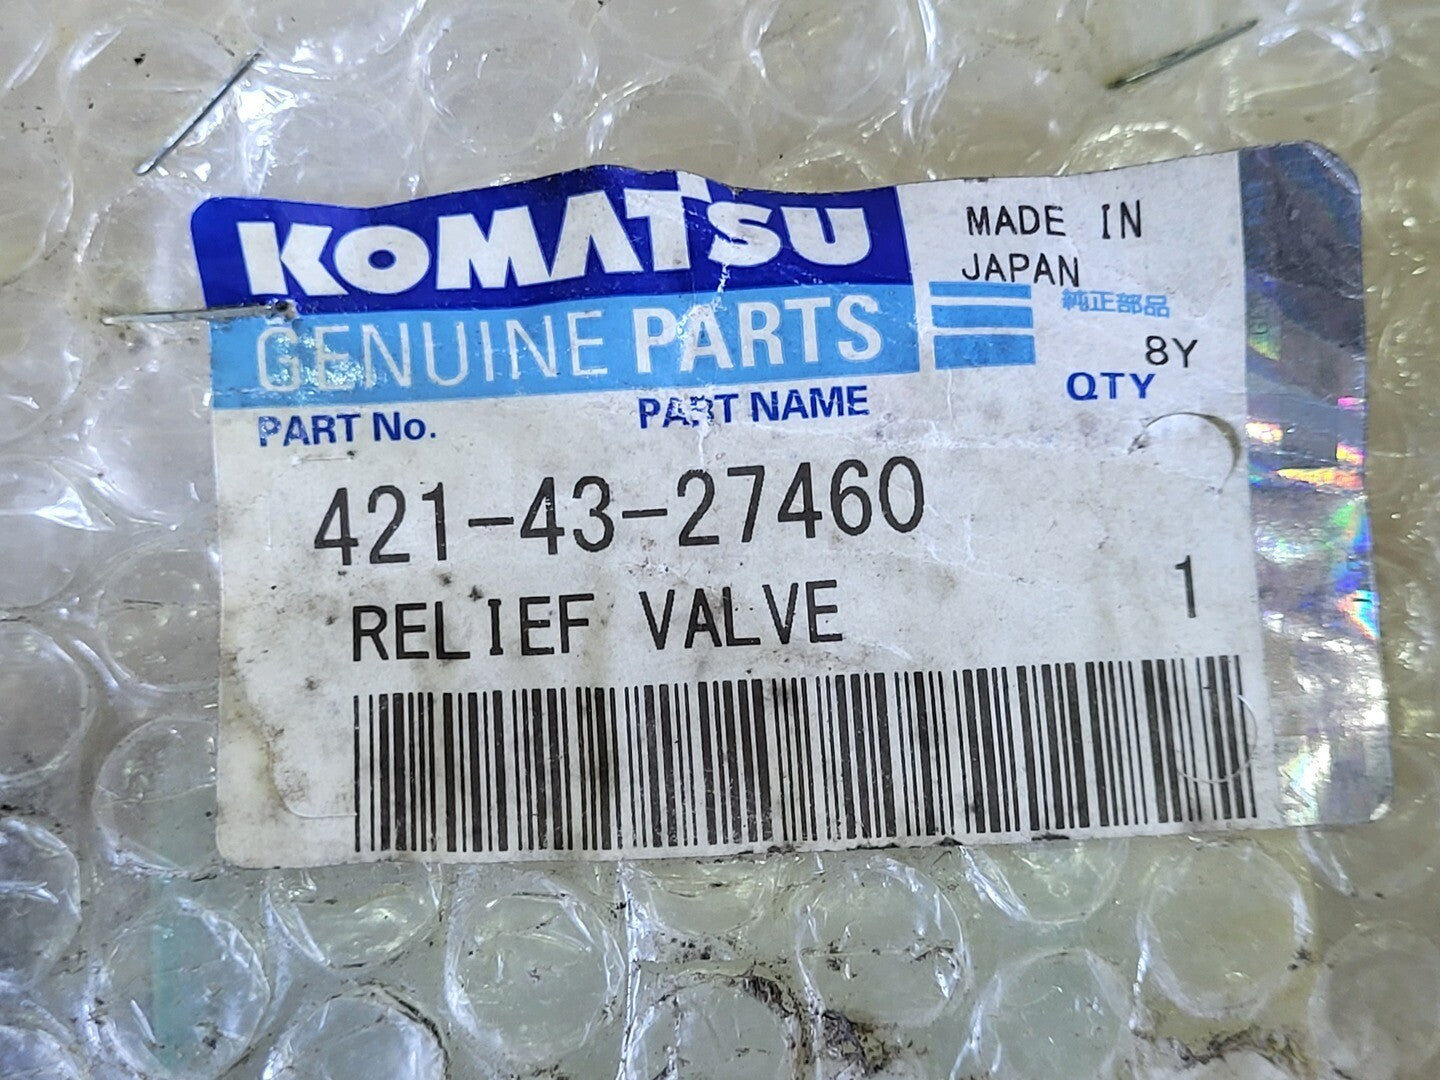 KOMATSU
GENUINE PARTS
MADE IN
JAPAN
純正部品
8Y
PART No.
PART NAME
QTY
421-43-27460
RELIEF VALVE
1